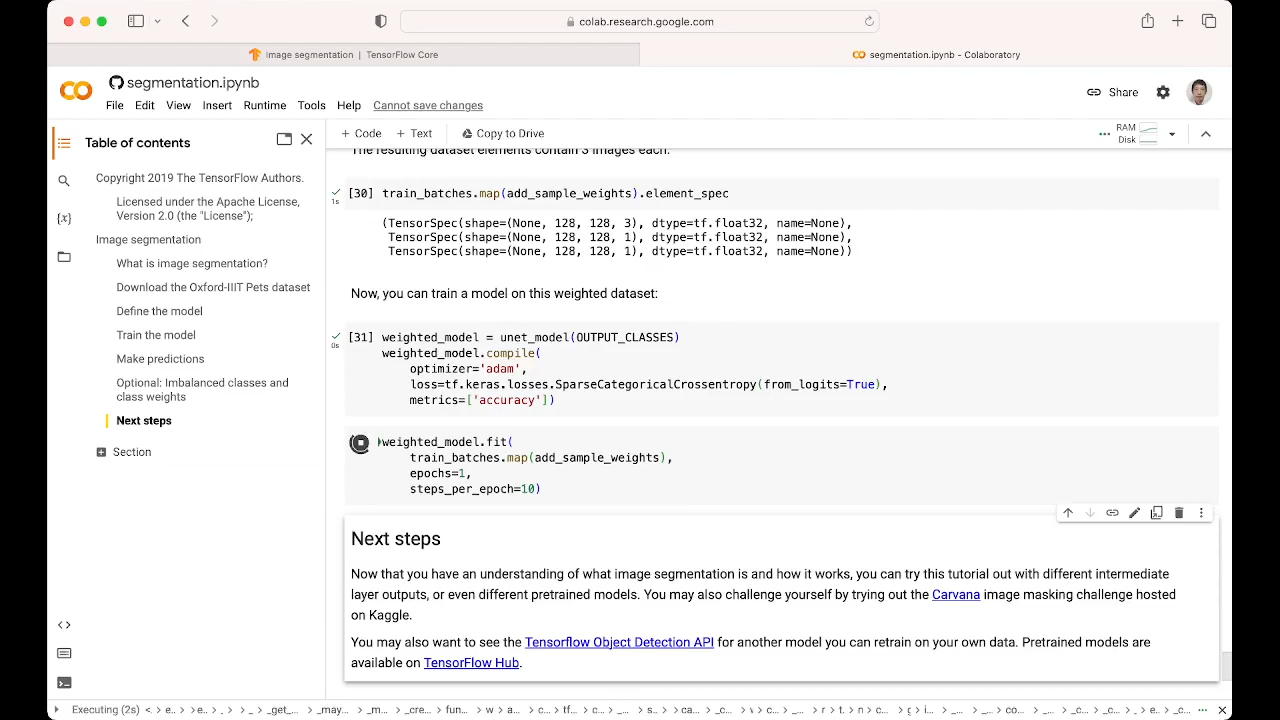 colab.research.google.com
Image segmentation | TensorFlow Core
segmentation.ipynb - Colaboratory
segmentation.ipynb
File Edit View Insert Runtime Tools Help Cannot save changes
Share
Table of contents
+ Code + Text Copy to Drive
RAM
Disk
Copyright 2019 The TensorFlow Authors.
Licensed under the Apache License,
Version 2.0 (the "License");
Image segmentation
What is image segmentation?
Download the Oxford-IIIT Pets dataset
Define the model
Train the model
Make predictions
Optional: Imbalanced classes and
class weights
Next steps
Section
{x}
<>
The resulting dataset elements contain 3 images each:
1s
[30] train_batches.map(add_sample_weights).element_spec
(TensorSpec(shape=(None, 128, 128, 3), dtype=tf.float32, name=None),
TensorSpec(shape=(None, 128, 128, 1), dtype=tf.float32, name=None),
TensorSpec(shape=(None, 128, 128, 1), dtype=tf.float32, name=None))
Now, you can train a model on this weighted dataset:
0s
[31] weighted_model = unet_model(OUTPUT_CLASSES)
weighted_model.compile(
optimizer='adam',
loss=tf.keras.losses.SparseCategoricalCrossentropy(from_logits=True),
metrics=['accuracy'])
weighted_model.fit(
train_batches.map(add_sample_weights),
epochs=1,
steps_per_epoch=10)
Next steps
Now that you have an understanding of what image segmentation is and how it works, you can try this tutorial out with different intermediate
layer outputs, or even different pretrained models. You may also challenge yourself by trying out the Carvana image masking challenge hosted
on Kaggle.
You may also want to see the Tensorflow Object Detection API for another model you can retrain on your own data. Pretrained models are
available on TensorFlow Hub.
Executing (2s) <. e... e... . _ _get_... _may... _m... _cre... fun... w a... c... tf... c... _... s... ca... _c...